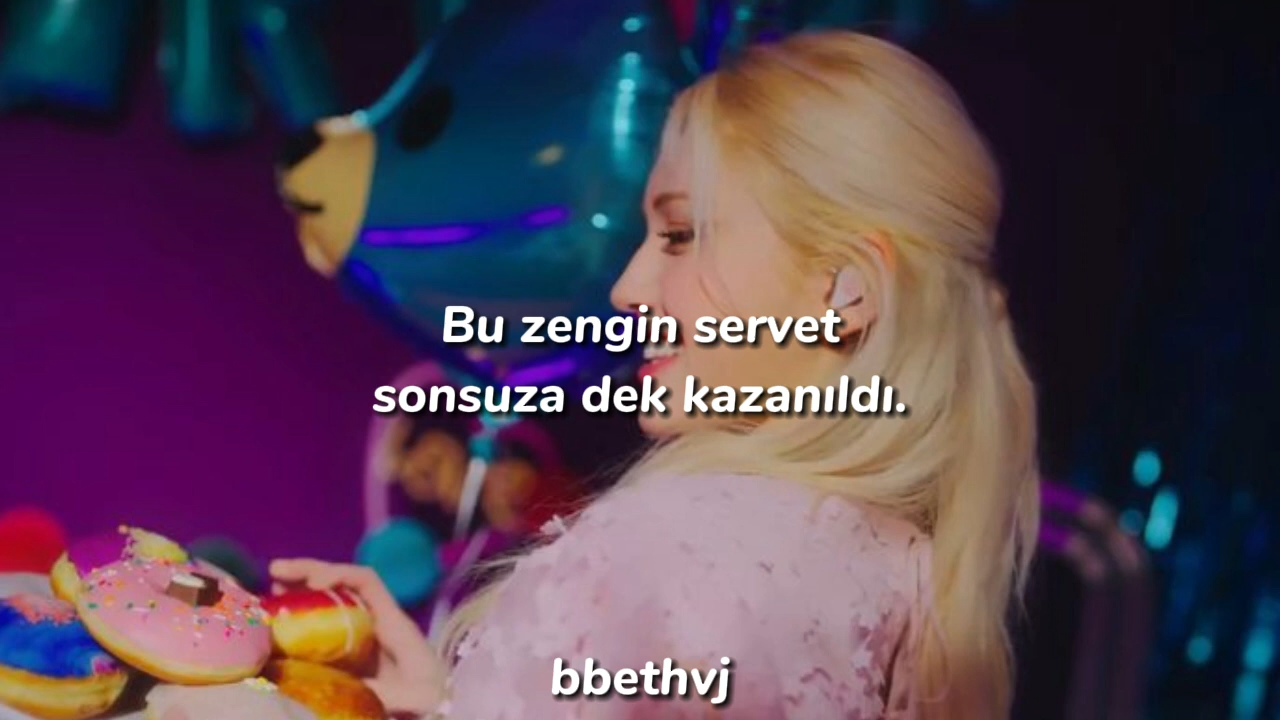 Bu zengin servet
sonsuza dek kazanıldı.
bbethvj